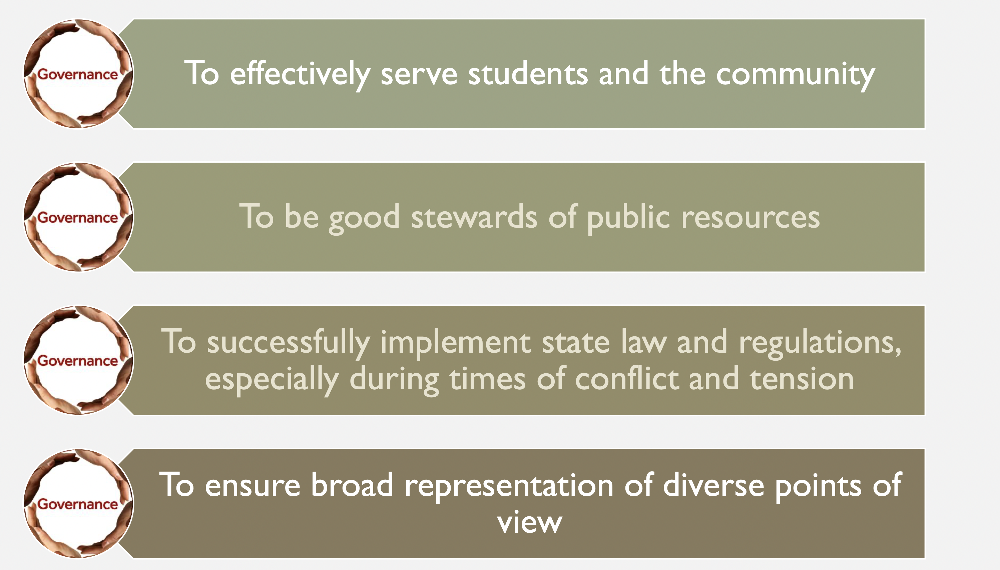 Governance
To effectively serve students and the community
Governance
To be good stewards of public resources
Governance
To successfully implement state law and regulations,
especially during times of conflict and tension
Governance
To ensure broad representation of diverse points of
view